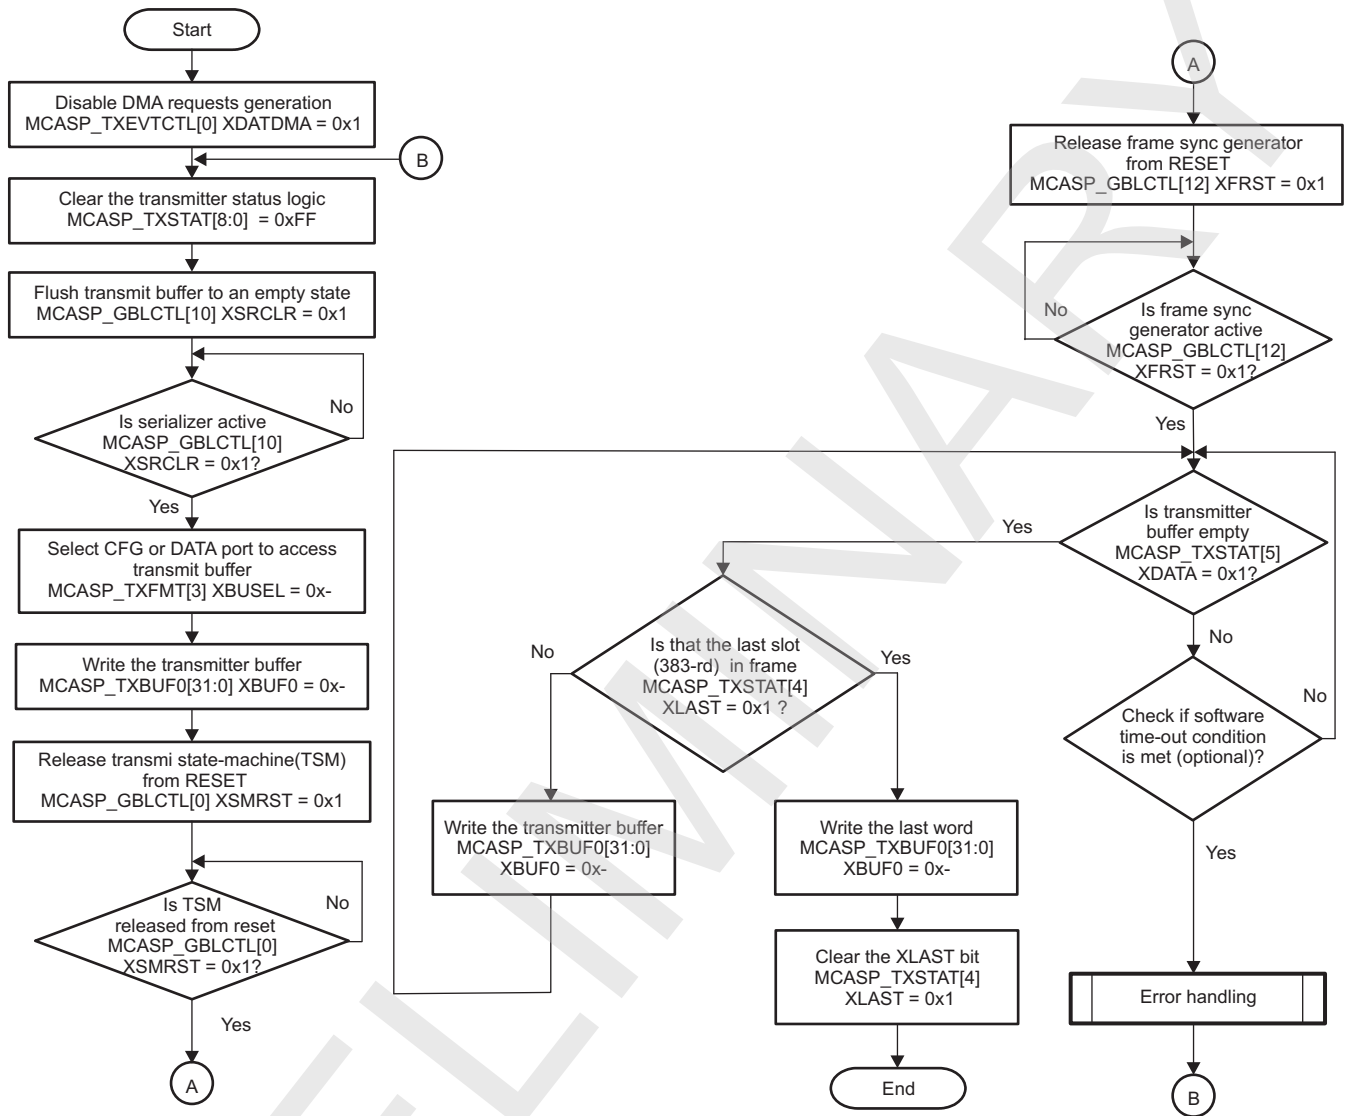 Start
Disable DMA requests generation
MCASP_TXEVTCTL[0] XDATDMA = 0x1
B
Clear the transmitter status logic
MCASP_TXSTAT[8:0] = 0xFF
Flush transmit buffer to an empty state
MCASP_GBLCTL[10] XSRCLR = 0x1
No
Is serializer active
MCASP_GBLCTL[10]
XSRCLR = 0x1?
Yes
Select CFG or DATA port to access
transmit buffer
MCASP_TXFMT[3] XBUSEL = 0x-
Write the transmitter buffer
MCASP_TXBUF0[31:0] XBUF0 = 0x-
Release transmi state-machine(TSM)
from RESET
MCASP_GBLCTL[0] XSMRST = 0x1
No
Is TSM
released from reset
MCASP_GBLCTL[0]
XSMRST = 0x1?
Yes
A
A
Release frame sync generator
from RESET
MCASP_GBLCTL[12] XFRST = 0x1
No
Is frame sync
generator active
MCASP_GBLCTL[12]
XFRST = 0x1?
Yes
Is transmitter
buffer empty
MCASP_TXSTAT[5]
XDATA = 0x1?
Yes
No
Check if software
time-out condition
is met (optional)?
No
Yes
Error handling
B
Is that the last slot
(383-rd) in frame
MCASP_TXSTAT[4]
XLAST = 0x1 ?
No
Yes
Write the transmitter buffer
MCASP_TXBUF0[31:0]
XBUF0 = 0x-
Write the last word
MCASP_TXBUF0[31:0]
XBUF0 = 0x-
Clear the XLAST bit
MCASP_TXSTAT[4]
XLAST = 0x1
End
ELIMINARY